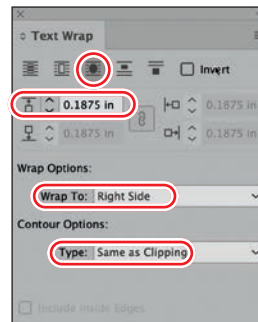 Text Wrap
Invert
0.1875 in 0.1875 in
0.1875 in 0.1875 in
Wrap Options:
Wrap To: Right Side
Contour Options:
Type: Same as Clipping
Include Inside Edges